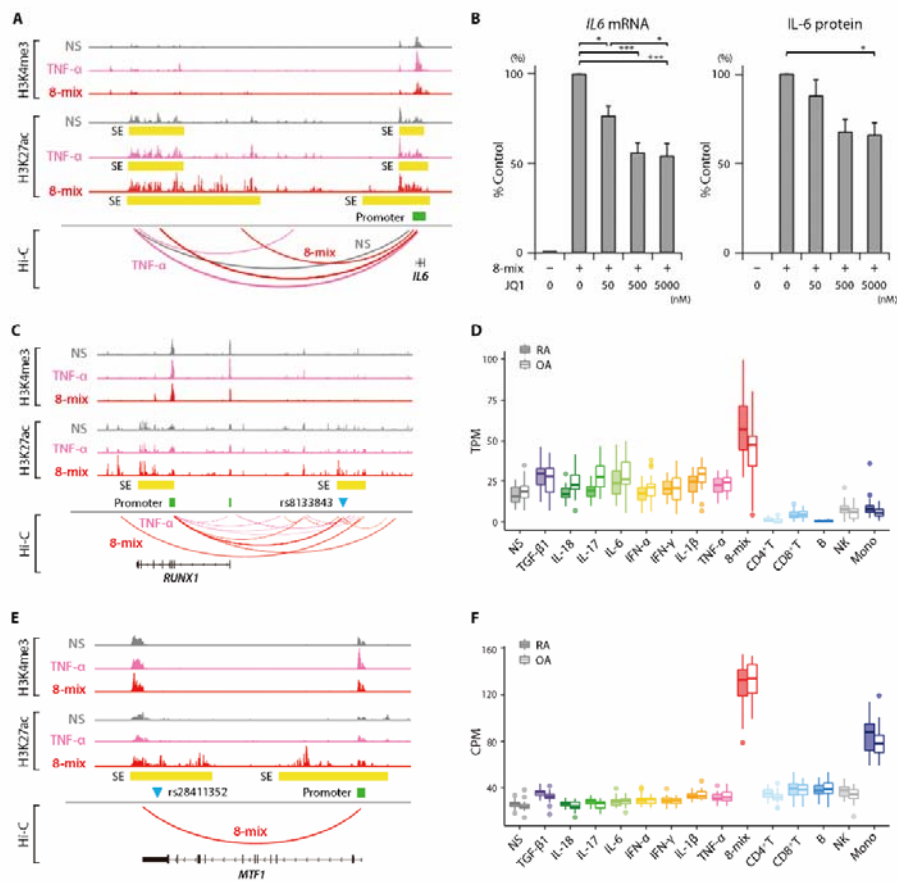 A
H3K4me3
NS
TNF-α
8-mix
H3K27ac
NS
SE SE
TNF-α
SE SE
8-mix
SE SE
Promoter
Hi-C
NS
8-mix
TNF-α
IL6
B
IL6 mRNA
IL-6 protein
(%)
(%)
* *
***
***
*
100
100
% Control
% Control
50
50
0
0
8-mix − + + + + − + + + +
JQ1 0 0 50 500 5000 0 0 50 500 5000
(nM) (nM)
C
H3K4me3
NS
TNF-α
8-mix
H3K27ac
NS
TNF-α
8-mix
SE SE
Promoter rs8133843
Hi-C
TNF-α
8-mix
RUNX1
D
RA
OA
TPM
100
75
50
25
0
NS TGF-β1 IL-18 IL-17 IL-6 IFN-α IFN-γ IL-1β TNF-α 8-mix CD4⁺T CD8⁺T B NK Mono
E
H3K4me3
NS
TNF-α
8-mix
H3K27ac
NS
TNF-α
8-mix
SE SE
rs28411352 Promoter
Hi-C
8-mix
MTF1
F
RA
OA
CPM
160
120
80
40
NS TGF-β1 IL-18 IL-17 IL-6 IFN-α IFN-γ IL-1β TNF-α 8-mix CD4⁺T CD8⁺T B NK Mono